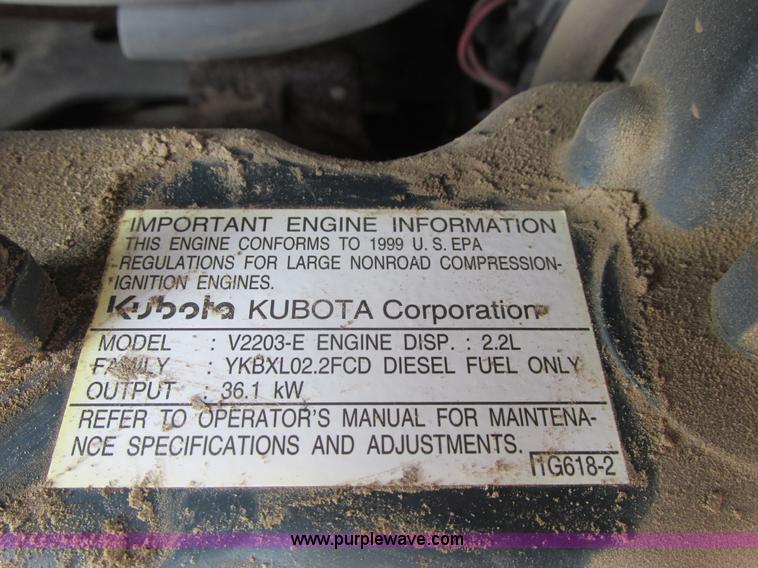 IMPORTANT ENGINE INFORMATION
THIS ENGINE CONFORMS TO 1999 U.S. EPA
REGULATIONS FOR LARGE NONROAD COMPRESSION-
IGNITION ENGINES.
Kubota KUBOTA Corporation
MODEL : V2203-E ENGINE DISP. : 2.2L
FAMILY : YKBXL02.2FCD DIESEL FUEL ONLY
OUTPUT : 36.1 kW
REFER TO OPERATOR'S MANUAL FOR MAINTENA-
NCE SPECIFICATIONS AND ADJUSTMENTS.
1G618-2
www.purplewave.com